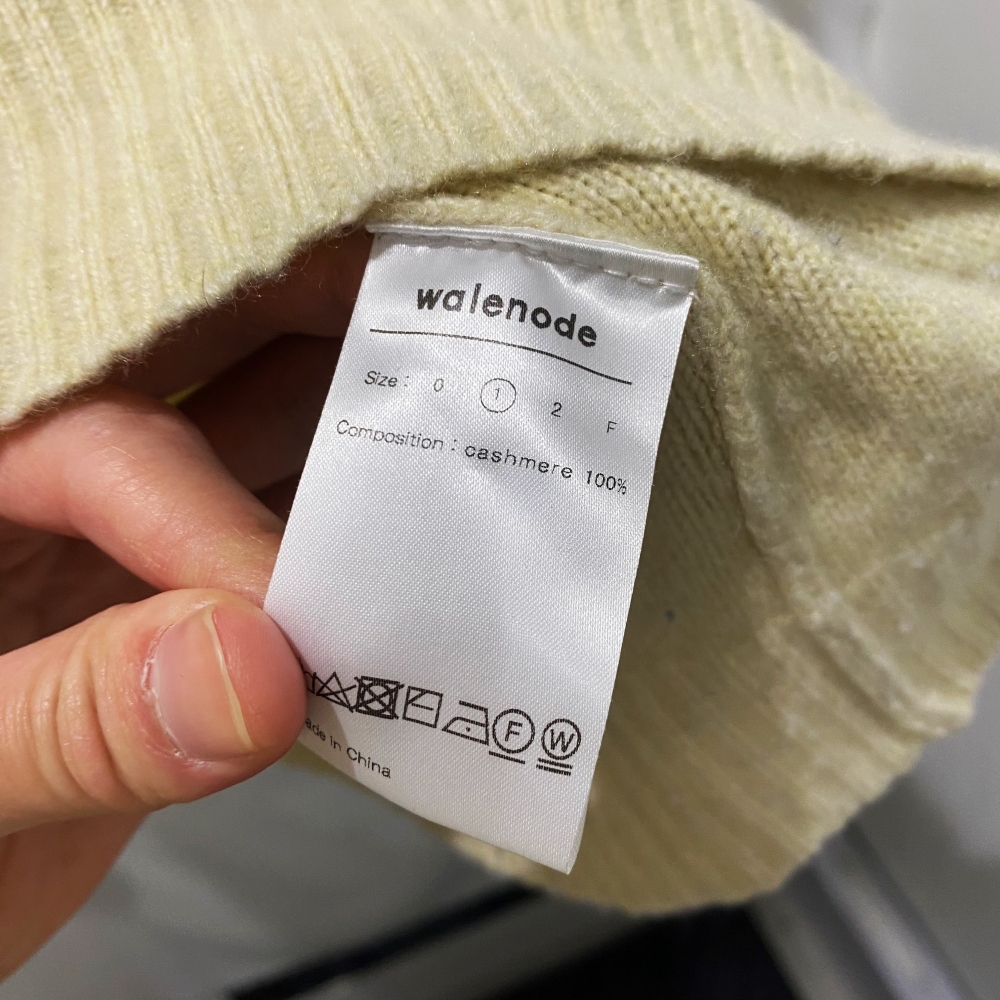 walenode
Size : 0 1 2 F
Composition : cashmere 100%
F W
ade in China